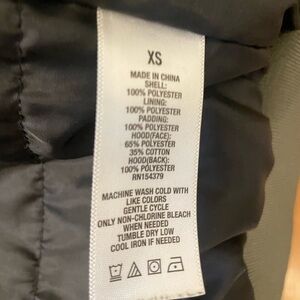 XS
MADE IN CHINA
SHELL:
100% POLYESTER
LINING:
100% POLYESTER
PADDING:
100% POLYESTER
HOOD(FACE):
65% POLYESTER
35% COTTON
HOOD(BACK):
100% POLYESTER
RN154379
MACHINE WASH COLD WITH
LIKE COLORS
GENTLE CYCLE
ONLY NON-CHLORINE BLEACH
WHEN NEEDED
TUMBLE DRY LOW
COOL IRON IF NEEDED